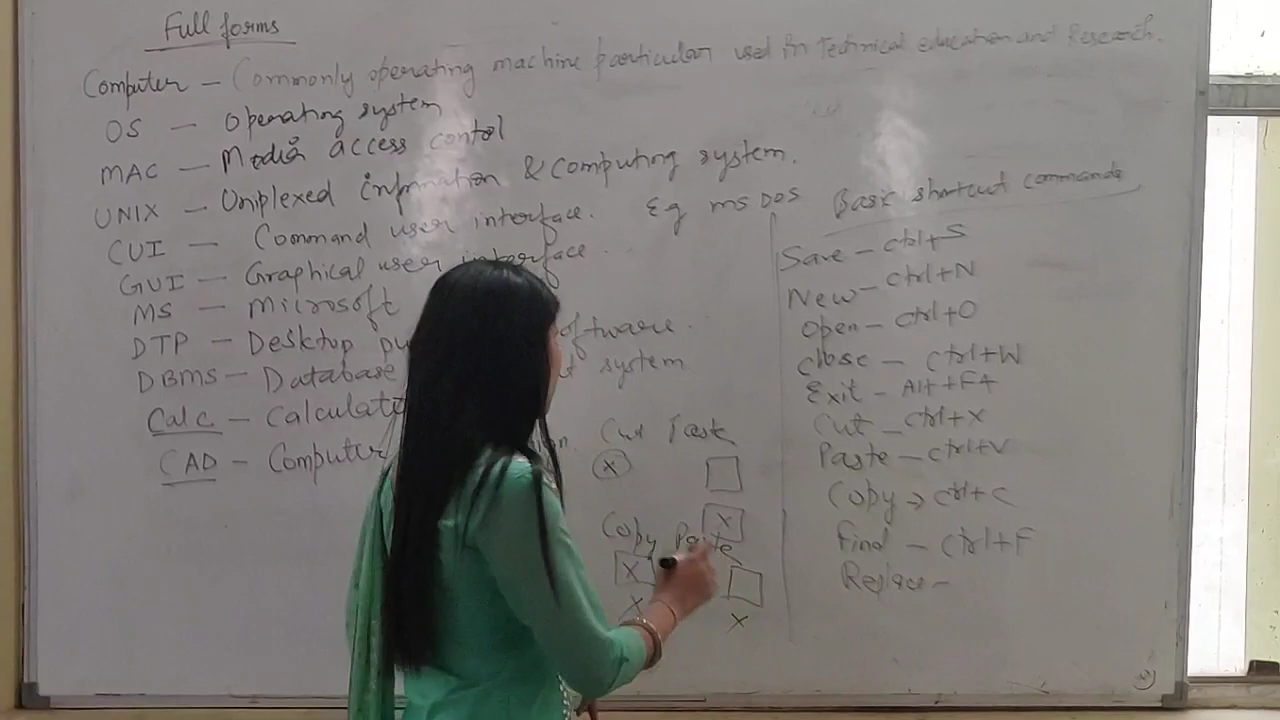 Full forms
Computer - Commonly operating machine particular used in Technical education and Research.
OS - Operating system
MAC - Media access control
UNIX - Uniplexed Information & computing system.
CUI - Command user interface. Eg MS DOS
GUI - Graphical user interface.
MS - Microsoft
DTP - Desktop pu oftware.
DBMS - Database system
Calc - Calculat
CAD - Computer
Cut Paste
X
X
Copy Paste
X
X X
Basic shortcut commands
Save - ctrl+S
New - ctrl+N
Open - ctrl+O
Close - ctrl+W
Exit - Alt+F4
Cut - ctrl+X
Paste - ctrl+V
Copy → ctrl+C
Find - ctrl+F
Replace -